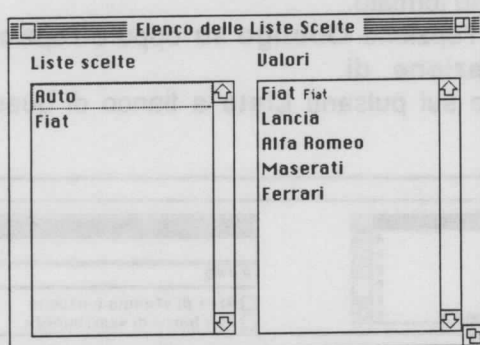 Elenco delle Liste Scelte
Liste scelte
Auto
Fiat
Valori
Fiat Fiat
Lancia
Alfa Romeo
Maserati
Ferrari